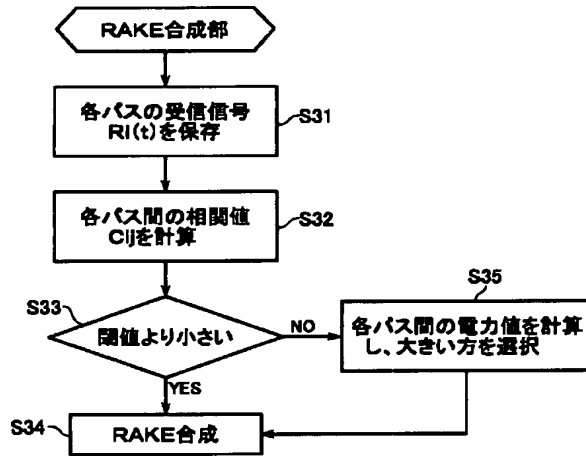 RAKE合成部
各パスの受信信号
Ri(t)を保存
S31
各パス間の相関値
Cijを計算
S32
S33
閾値より小さい
NO
YES
S35
各パス間の電力値を計算
し、大きい方を選択
S34
RAKE合成